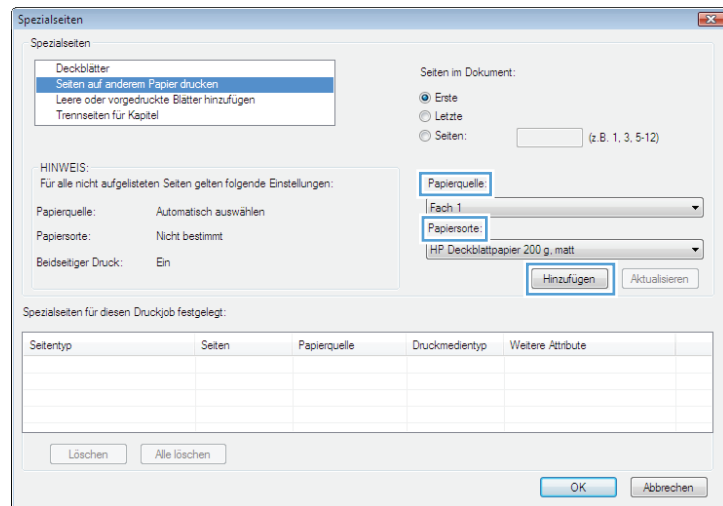 Spezialseiten
Spezialseiten
Deckblätter
Seiten auf anderem Papier drucken
Leere oder vorgedruckte Blätter hinzufügen
Trennseiten für Kapitel
Seiten im Dokument:
Erste
Letzte
Seiten: (z.B. 1, 3, 5-12)
HINWEIS:
Für alle nicht aufgelisteten Seiten gelten folgende Einstellungen:
Papierquelle: Automatisch auswählen
Papiersorte: Nicht bestimmt
Beidseitiger Druck: Ein
Papierquelle:
Fach 1
Papiersorte:
HP Deckblattpapier 200 g, matt
Hinzufügen Aktualisieren
Spezialseiten für diesen Druckjob festgelegt:
Seitentyp Seiten Papierquelle Druckmedientyp Weitere Attribute
Löschen Alle löschen
OK Abbrechen